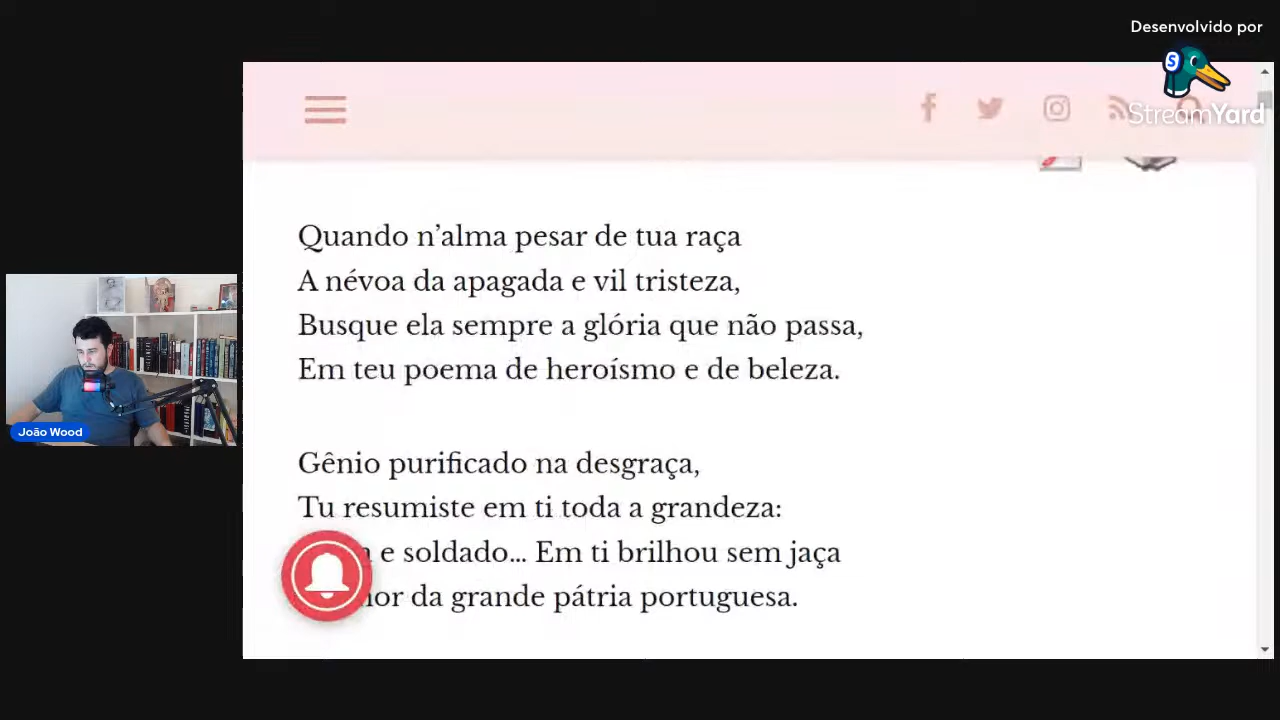 Desenvolvido por
StreamYard
Quando n’alma pesar de tua raça
A névoa da apagada e vil tristeza,
Busque ela sempre a glória que não passa,
Em teu poema de heroísmo e de beleza.
Gênio purificado na desgraça,
Tu resumiste em ti toda a grandeza:
e soldado... Em ti brilhou sem jaça
da grande pátria portuguesa.
João Wood